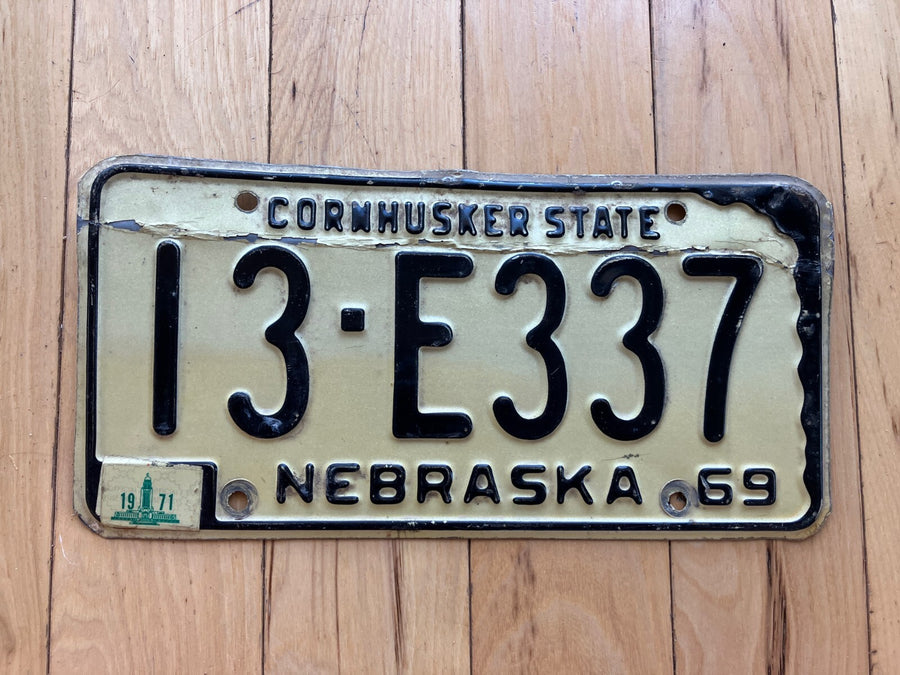 CORNHUSKER STATE
13·E337
NEBRASKA 69
19 71